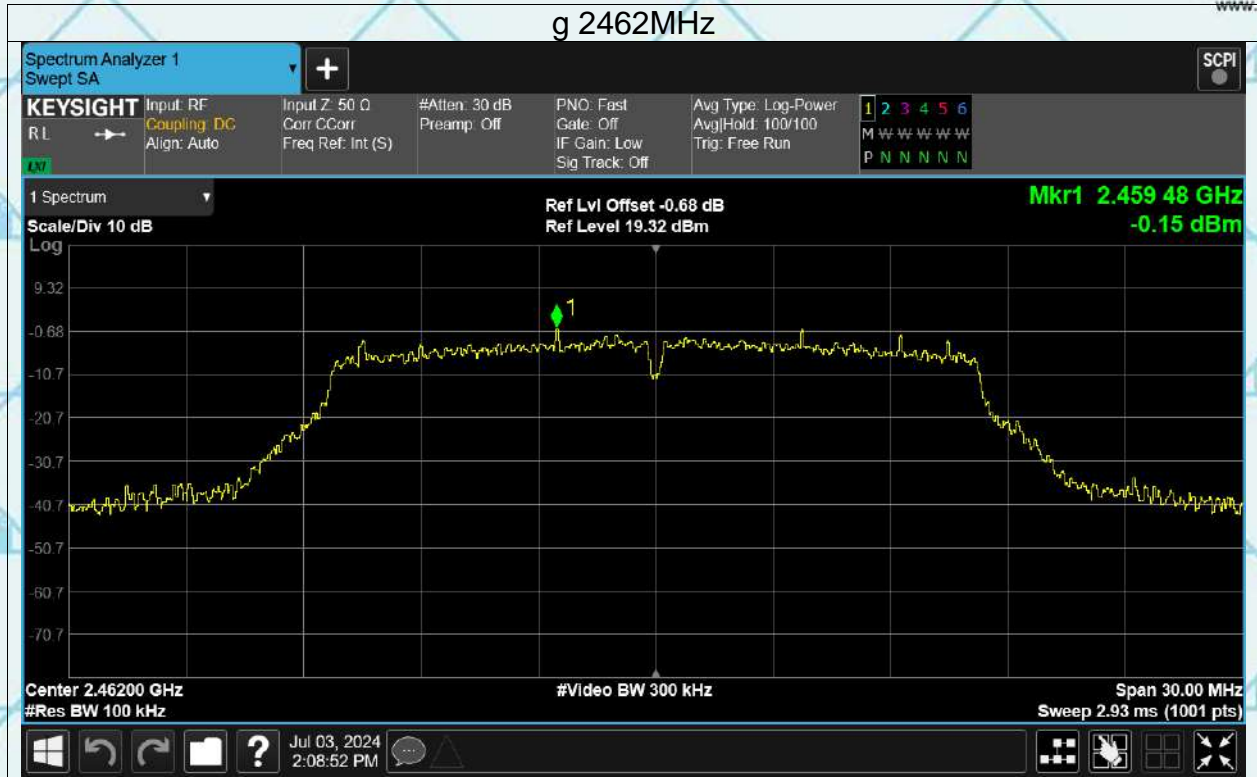 www.
g 2462MHz
Spectrum Analyzer 1
Swept SA
+
SCPI
KEYSIGHT
RL
LXI
Input: RF
Coupling: DC
Align: Auto
Input Z: 50 Ω
Corr CCorr
Freq Ref: Int (S)
#Atten: 30 dB
Preamp: Off
PNO: Fast
Gate: Off
IF Gain: Low
Sig Track: Off
Avg Type: Log-Power
Avg|Hold: 100/100
Trig: Free Run
1 2 3 4 5 6
M W W W W W
P N N N N N
1 Spectrum
Scale/Div 10 dB
Ref Lvl Offset -0.68 dB
Ref Level 19.32 dBm
Mkr1 2.459 48 GHz
-0.15 dBm
Log
1
9.32
-0.68
-10.7
-20.7
-30.7
-40.7
-50.7
-60.7
-70.7
Center 2.46200 GHz
#Res BW 100 kHz
#Video BW 300 kHz
Span 30.00 MHz
Sweep 2.93 ms (1001 pts)
?
Jul 03, 2024
2:08:52 PM